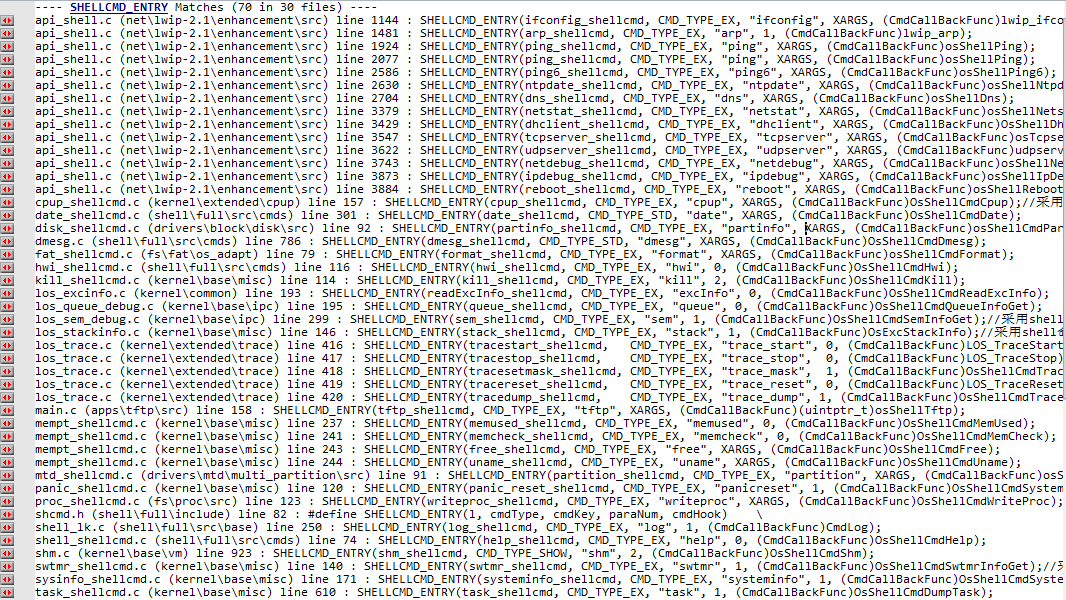 ---- SHELLCMD_ENTRY Matches (70 in 30 files) ----
api_shell.c (net\lwip-2.1\enhancement\src) line 1144 : SHELLCMD_ENTRY(ifconfig_shellcmd, CMD_TYPE_EX, "ifconfig", XARGS, (CmdCallBackFunc)lwip_ifco
api_shell.c (net\lwip-2.1\enhancement\src) line 1481 : SHELLCMD_ENTRY(arp_shellcmd, CMD_TYPE_EX, "arp", 1, (CmdCallBackFunc)lwip_arp);
api_shell.c (net\lwip-2.1\enhancement\src) line 1924 : SHELLCMD_ENTRY(ping_shellcmd, CMD_TYPE_EX, "ping", XARGS, (CmdCallBackFunc)osShellPing);
api_shell.c (net\lwip-2.1\enhancement\src) line 2077 : SHELLCMD_ENTRY(ping_shellcmd, CMD_TYPE_EX, "ping", XARGS, (CmdCallBackFunc)osShellPing);
api_shell.c (net\lwip-2.1\enhancement\src) line 2586 : SHELLCMD_ENTRY(ping6_shellcmd, CMD_TYPE_EX, "ping6", XARGS, (CmdCallBackFunc)osShellPing6);
api_shell.c (net\lwip-2.1\enhancement\src) line 2630 : SHELLCMD_ENTRY(ntpdate_shellcmd, CMD_TYPE_EX, "ntpdate", XARGS, (CmdCallBackFunc)osShellNtpd
api_shell.c (net\lwip-2.1\enhancement\src) line 2704 : SHELLCMD_ENTRY(dns_shellcmd, CMD_TYPE_EX, "dns", XARGS, (CmdCallBackFunc)osShellDns);
api_shell.c (net\lwip-2.1\enhancement\src) line 3379 : SHELLCMD_ENTRY(netstat_shellcmd, CMD_TYPE_EX, "netstat", XARGS, (CmdCallBackFunc)osShellNets
api_shell.c (net\lwip-2.1\enhancement\src) line 3429 : SHELLCMD_ENTRY(dhclient_shellcmd, CMD_TYPE_EX, "dhclient", XARGS, (CmdCallBackFunc)OsShellDh
api_shell.c (net\lwip-2.1\enhancement\src) line 3547 : SHELLCMD_ENTRY(tcpserver_shellcmd, CMD_TYPE_EX, "tcpserver", XARGS, (CmdCallBackFunc)osTcpse
api_shell.c (net\lwip-2.1\enhancement\src) line 3622 : SHELLCMD_ENTRY(udpserver_shellcmd, CMD_TYPE_EX, "udpserver", XARGS, (CmdCallBackFunc)udpserv
api_shell.c (net\lwip-2.1\enhancement\src) line 3743 : SHELLCMD_ENTRY(netdebug_shellcmd, CMD_TYPE_EX, "netdebug", XARGS, (CmdCallBackFunc)osShellNe
api_shell.c (net\lwip-2.1\enhancement\src) line 3873 : SHELLCMD_ENTRY(ipdebug_shellcmd, CMD_TYPE_EX, "ipdebug", XARGS, (CmdCallBackFunc)osShellIpDe
api_shell.c (net\lwip-2.1\enhancement\src) line 3884 : SHELLCMD_ENTRY(reboot_shellcmd, CMD_TYPE_EX, "reboot", XARGS, (CmdCallBackFunc)osShellReboot
cpup_shellcmd.c (kernel\extended\cpup) line 157 : SHELLCMD_ENTRY(cpup_shellcmd, CMD_TYPE_EX, "cpup", XARGS, (CmdCallBackFunc)OsShellCmdCpup);//采用
date_shellcmd.c (shell\full\src\cmds) line 301 : SHELLCMD_ENTRY(date_shellcmd, CMD_TYPE_STD, "date", XARGS, (CmdCallBackFunc)OsShellCmdDate);
disk_shellcmd.c (drivers\block\disk\src) line 92 : SHELLCMD_ENTRY(partinfo_shellcmd, CMD_TYPE_EX, "partinfo", XARGS, (CmdCallBackFunc)osShellCmdPar
dmesg.c (shell\full\src\cmds) line 786 : SHELLCMD_ENTRY(dmesg_shellcmd, CMD_TYPE_STD, "dmesg", XARGS, (CmdCallBackFunc)OsShellCmdDmesg);
fat_shellcmd.c (fs\fat\os_adapt) line 79 : SHELLCMD_ENTRY(format_shellcmd, CMD_TYPE_EX, "format", XARGS, (CmdCallBackFunc)osShellCmdFormat);
hwi_shellcmd.c (shell\full\src\cmds) line 116 : SHELLCMD_ENTRY(hwi_shellcmd, CMD_TYPE_EX, "hwi", 0, (CmdCallBackFunc)OsShellCmdHwi);
kill_shellcmd.c (kernel\base\misc) line 114 : SHELLCMD_ENTRY(kill_shellcmd, CMD_TYPE_EX, "kill", 2, (CmdCallBackFunc)OsShellCmdKill);
los_excinfo.c (kernel\common) line 193 : SHELLCMD_ENTRY(readExcInfo_shellcmd, CMD_TYPE_EX, "excInfo", 0, (CmdCallBackFunc)OsShellCmdReadExcInfo);
los_queue_debug.c (kernel\base\ipc) line 195 : SHELLCMD_ENTRY(queue_shellcmd, CMD_TYPE_EX, "queue", 0, (CmdCallBackFunc)OsShellCmdQueueInfoGet);
los_sem_debug.c (kernel\base\ipc) line 299 : SHELLCMD_ENTRY(sem_shellcmd, CMD_TYPE_EX, "sem", 1, (CmdCallBackFunc)OsShellCmdSemInfoGet);//采用shell
los_stackinfo.c (kernel\base\misc) line 146 : SHELLCMD_ENTRY(stack_shellcmd, CMD_TYPE_EX, "stack", 1, (CmdCallBackFunc)OsExcStackInfo);//采用shell
los_trace.c (kernel\extended\trace) line 416 : SHELLCMD_ENTRY(tracestart_shellcmd, CMD_TYPE_EX, "trace_start", 0, (CmdCallBackFunc)LOS_TraceStart
los_trace.c (kernel\extended\trace) line 417 : SHELLCMD_ENTRY(tracestop_shellcmd, CMD_TYPE_EX, "trace_stop", 0, (CmdCallBackFunc)LOS_TraceStop)
los_trace.c (kernel\extended\trace) line 418 : SHELLCMD_ENTRY(tracesetmask_shellcmd, CMD_TYPE_EX, "trace_mask", 1, (CmdCallBackFunc)OsShellCmdTrac
los_trace.c (kernel\extended\trace) line 419 : SHELLCMD_ENTRY(tracereset_shellcmd, CMD_TYPE_EX, "trace_reset", 0, (CmdCallBackFunc)LOS_TraceReset
los_trace.c (kernel\extended\trace) line 420 : SHELLCMD_ENTRY(tracedump_shellcmd, CMD_TYPE_EX, "trace_dump", 1, (CmdCallBackFunc)OsShellCmdTrace
main.c (apps\tftp\src) line 158 : SHELLCMD_ENTRY(tftp_shellcmd, CMD_TYPE_EX, "tftp", XARGS, (CmdCallBackFunc)(uintptr_t)osShellTftp);
mempt_shellcmd.c (kernel\base\misc) line 237 : SHELLCMD_ENTRY(memused_shellcmd, CMD_TYPE_EX, "memused", 0, (CmdCallBackFunc)OsShellCmdMemUsed);
mempt_shellcmd.c (kernel\base\misc) line 241 : SHELLCMD_ENTRY(memcheck_shellcmd, CMD_TYPE_EX, "memcheck", 0, (CmdCallBackFunc)OsShellCmdMemCheck);
mempt_shellcmd.c (kernel\base\misc) line 243 : SHELLCMD_ENTRY(free_shellcmd, CMD_TYPE_EX, "free", XARGS, (CmdCallBackFunc)OsShellCmdFree);
mempt_shellcmd.c (kernel\base\misc) line 244 : SHELLCMD_ENTRY(uname_shellcmd, CMD_TYPE_EX, "uname", XARGS, (CmdCallBackFunc)OsShellCmdUname);
mtd_shellcmd.c (drivers\mtd\multi_partition\src) line 91 : SHELLCMD_ENTRY(partition_shellcmd, CMD_TYPE_EX, "partition", XARGS, (CmdCallBackFunc)osS
panic_shellcmd.c (kernel\base\misc) line 120 : SHELLCMD_ENTRY(panic_reset_shellcmd, CMD_TYPE_EX, "panicreset", 1, (CmdCallBackFunc)OsShellCmdSystem
proc_shellcmd.c (fs\proc\src) line 123 : SHELLCMD_ENTRY(writeproc_shellcmd, CMD_TYPE_EX, "writeproc", XARGS, (CmdCallBackFunc)OsShellCmdWriteProc);
shcmd.h (shell\full\include) line 82 : #define SHELLCMD_ENTRY(l, cmdType, cmdKey, paraNum, cmdHook) \
shell_lk.c (shell\full\src\base) line 250 : SHELLCMD_ENTRY(log_shellcmd, CMD_TYPE_EX, "log", 1, (CmdCallBackFunc)CmdLog);
shell_shellcmd.c (shell\full\src\cmds) line 74 : SHELLCMD_ENTRY(help_shellcmd, CMD_TYPE_EX, "help", 0, (CmdCallBackFunc)OsShellCmdHelp);
shm.c (kernel\base\vm) line 923 : SHELLCMD_ENTRY(shm_shellcmd, CMD_TYPE_SHOW, "shm", 2, (CmdCallBackFunc)OsShellCmdShm);
swtmr_shellcmd.c (kernel\base\misc) line 140 : SHELLCMD_ENTRY(swtmr_shellcmd, CMD_TYPE_EX, "swtmr", 1, (CmdCallBackFunc)OsShellCmdSwtmrInfoGet);//
sysinfo_shellcmd.c (kernel\base\misc) line 171 : SHELLCMD_ENTRY(systeminfo_shellcmd, CMD_TYPE_EX, "systeminfo", 1, (CmdCallBackFunc)OsShellCmdSyste
task_shellcmd.c (kernel\base\misc) line 610 : SHELLCMD_ENTRY(task_shellcmd, CMD_TYPE_EX, "task", 1, (CmdCallBackFunc)OsShellCmdDumpTask);